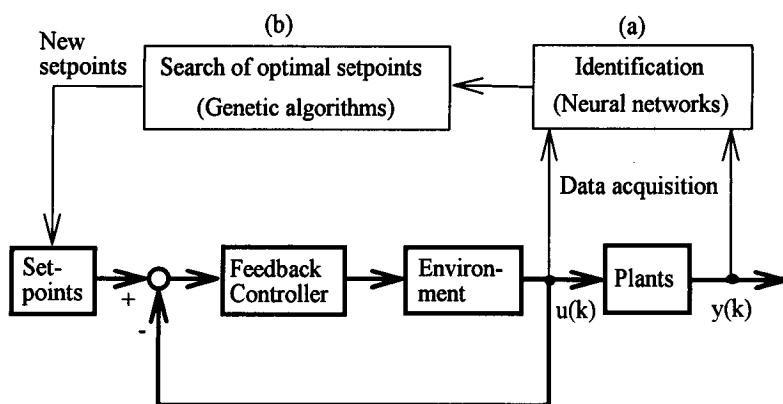 (b)
(a)
New
setpoints
Search of optimal setpoints
(Genetic algorithms)
Identification
(Neural networks)
Data acquisition
Set-
points
+
-
Feedback
Controller
Environ-
ment
u(k)
Plants
y(k)